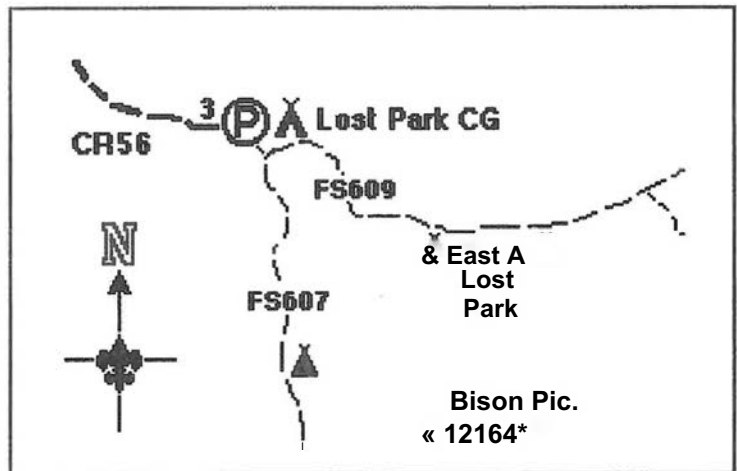 3
P
Lost Park CG
CR56
FS609
N
& East A
Lost
Park
FS607
Bison Pic.
« 12164*